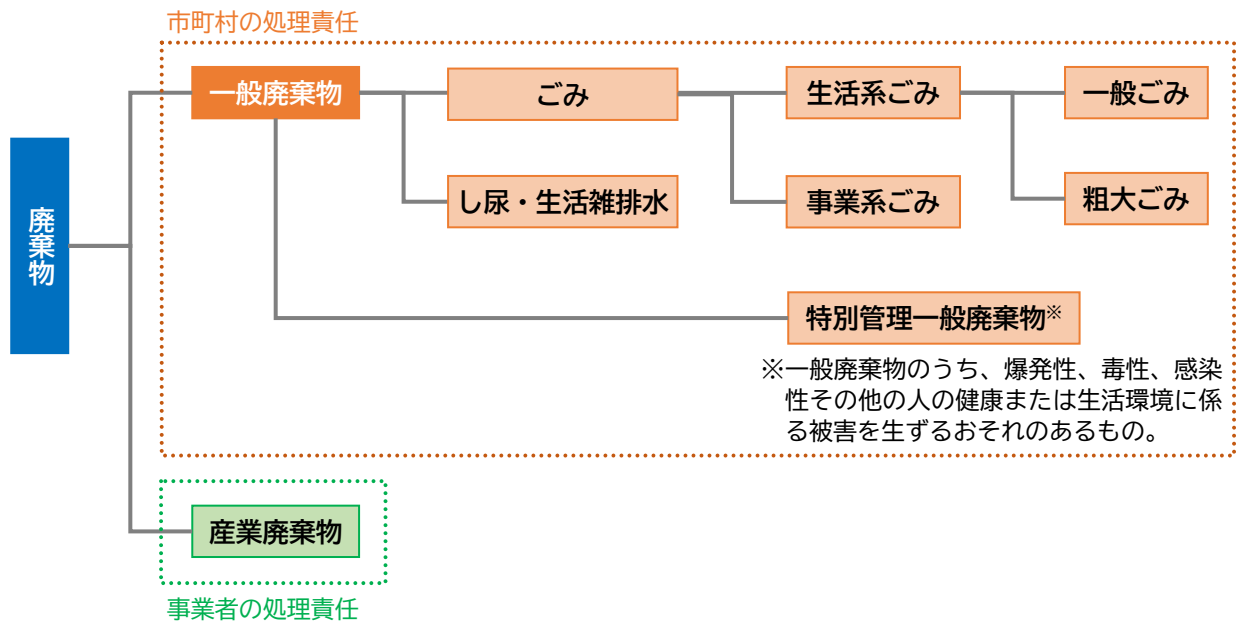 市町村の処理責任
一般廃棄物
ごみ
生活系ごみ
一般ごみ
し尿・生活雑排水
事業系ごみ
粗大ごみ
廃棄物
特別管理一般廃棄物※
※一般廃棄物のうち、爆発性、毒性、感染
性その他の人の健康または生活環境に係
る被害を生ずるおそれのあるもの。
産業廃棄物
事業者の処理責任